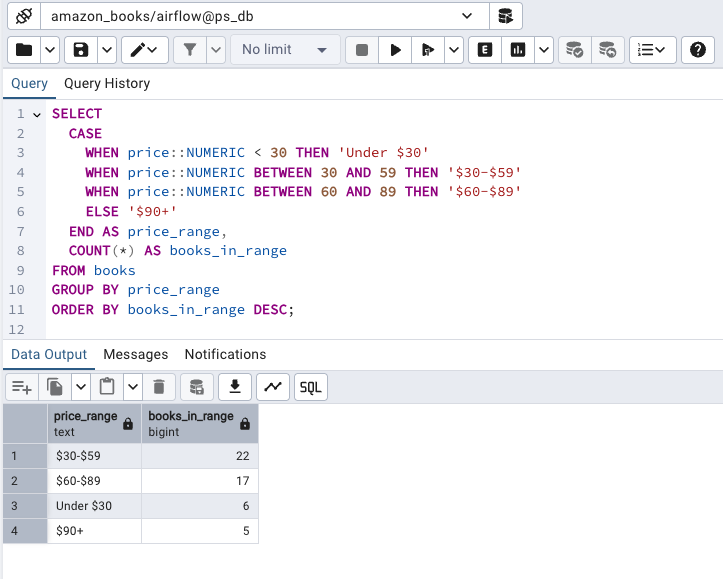 amazon_books/airflow@ps_db
No limit
E
Query Query History
1 SELECT
2 CASE
3 WHEN price::NUMERIC < 30 THEN 'Under $30'
4 WHEN price::NUMERIC BETWEEN 30 AND 59 THEN '$30-$59'
5 WHEN price::NUMERIC BETWEEN 60 AND 89 THEN '$60-$89'
6 ELSE '$90+'
7 END AS price_range,
8 COUNT(*) AS books_in_range
9 FROM books
10 GROUP BY price_range
11 ORDER BY books_in_range DESC;
12
Data Output Messages Notifications
SQL
price_range books_in_range
text bigint
1 $30-$59 22
2 $60-$89 17
3 Under $30 6
4 $90+ 5